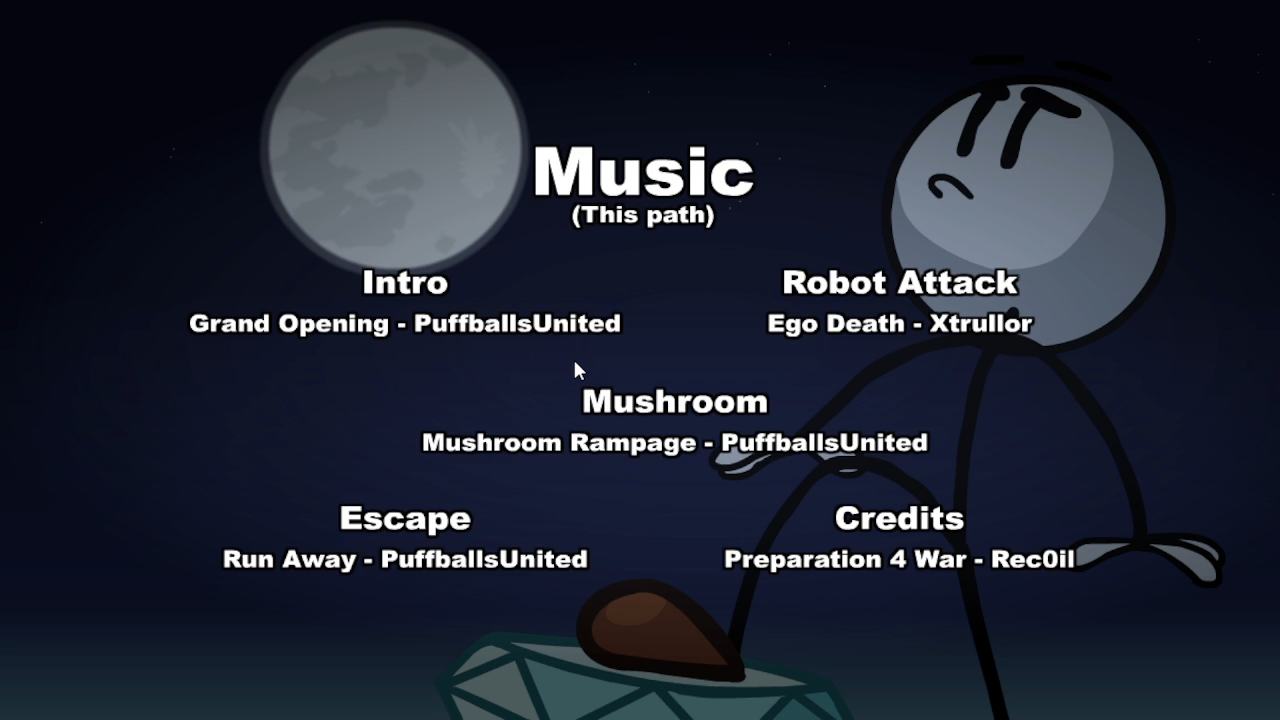 Music
(This path)
Intro
Grand Opening - PuffballsUnited
Robot Attack
Ego Death - Xtrullor
Mushroom
Mushroom Rampage - PuffballsUnited
Escape
Run Away - PuffballsUnited
Credits
Preparation 4 War - Rec0il